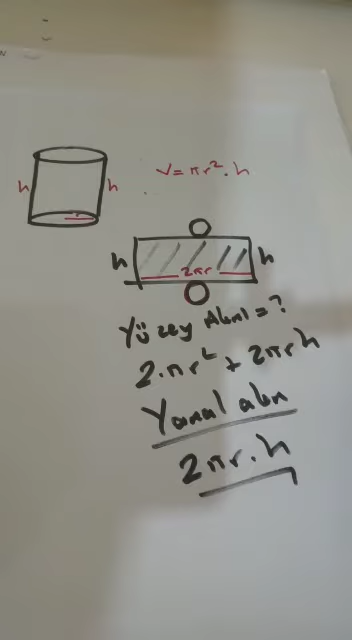 h h
r
V = πr². h
h h
2πr
Yüzey Alanı = ?
2.πr² + 2πrh
Yanal alan
2πr.h